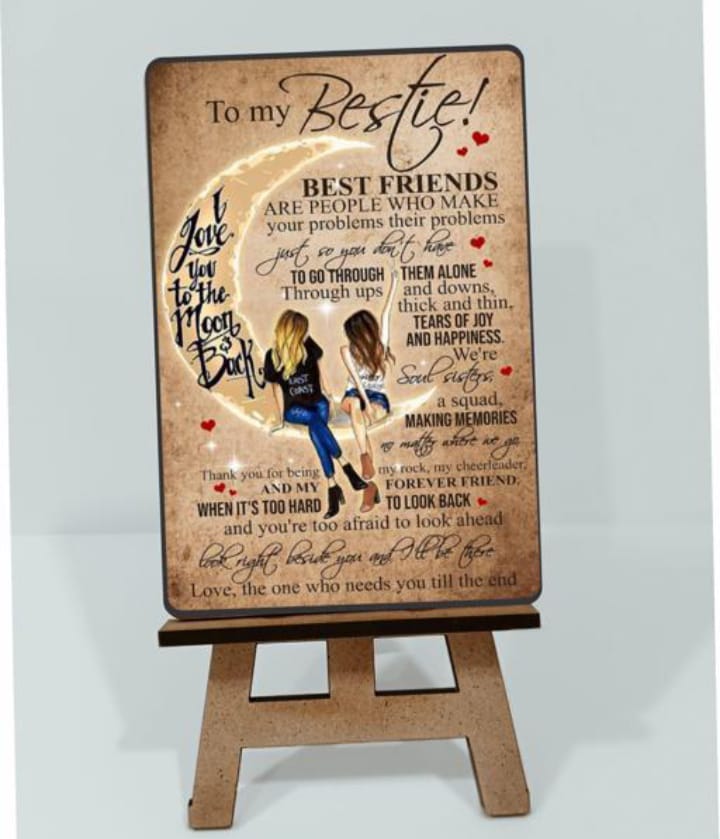 To my Bestie!
I
Love
You
to the
Moon
&
Back
BEST FRIENDS
ARE PEOPLE WHO MAKE
your problems their problems
just so you don't have
TO GO THROUGH THEM ALONE
Through ups and downs,
thick and thin,
TEARS OF JOY
AND HAPPINESS.
We're
Soul sisters,
a squad,
MAKING MEMORIES
no matter where we go.
EAST
COAST
Thank you for being my rock, my cheerleader,
AND MY FOREVER FRIEND.
WHEN IT'S TOO HARD TO LOOK BACK
and you're too afraid to look ahead
look right beside you and I'll be there
Love, the one who needs you till the end